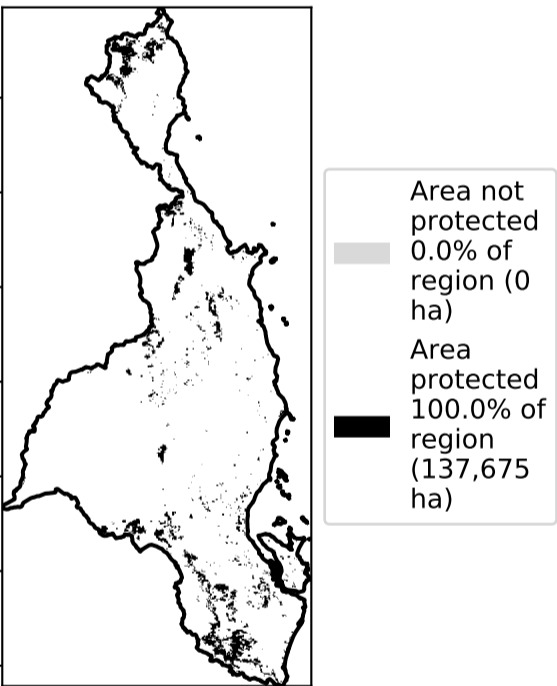 Area not
protected
0.0% of
region (0
ha)
Area
protected
100.0% of
region
(137,675
ha)